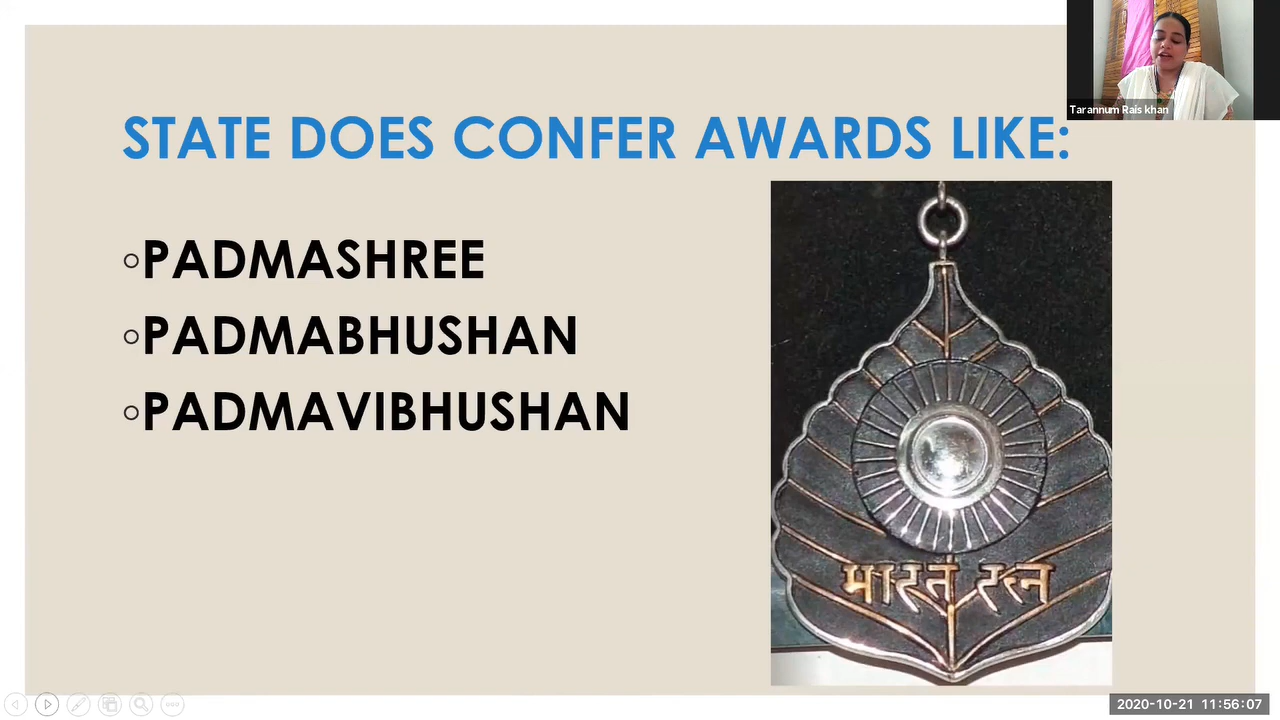 Tarannum Rais khan
STATE DOES CONFER AWARDS LIKE:
◦PADMASHREE
◦PADMABHUSHAN
◦PADMAVIBHUSHAN
भारत रत्न
2020-10-21 11:56:07